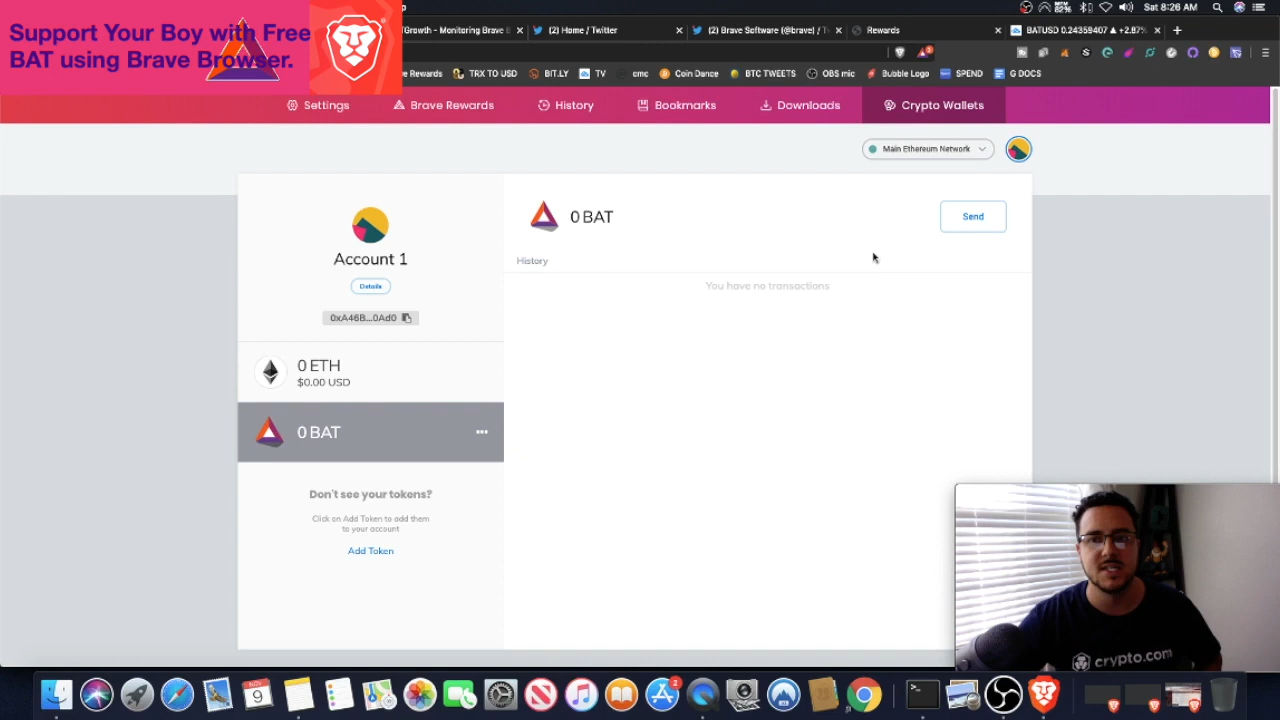 Support Your Boy with Free
BAT using Brave Browser.
Sat 8:26 AM
Growth - Monitoring Brave
(2) Home / Twitter
(2) Brave Software (@brave) /
Rewards
BATUSD 0.24359407 ▲ +2.87%
Rewards
TRX TO USD
BIT.LY
TV
cmc
Coin Dance
BTC TWEETS
OBS mic
Bubble Logo
SPEND
G DOCS
Settings
Brave Rewards
History
Bookmarks
Downloads
Crypto Wallets
Main Ethereum Network
Account 1
Details
0xA46B...0Ad0
0 ETH
$0.00 USD
0 BAT
Don't see your tokens?
Click on Add Token to add them
to your account
Add Token
0 BAT
Send
History
You have no transactions
crypto.com
NOV
9
2